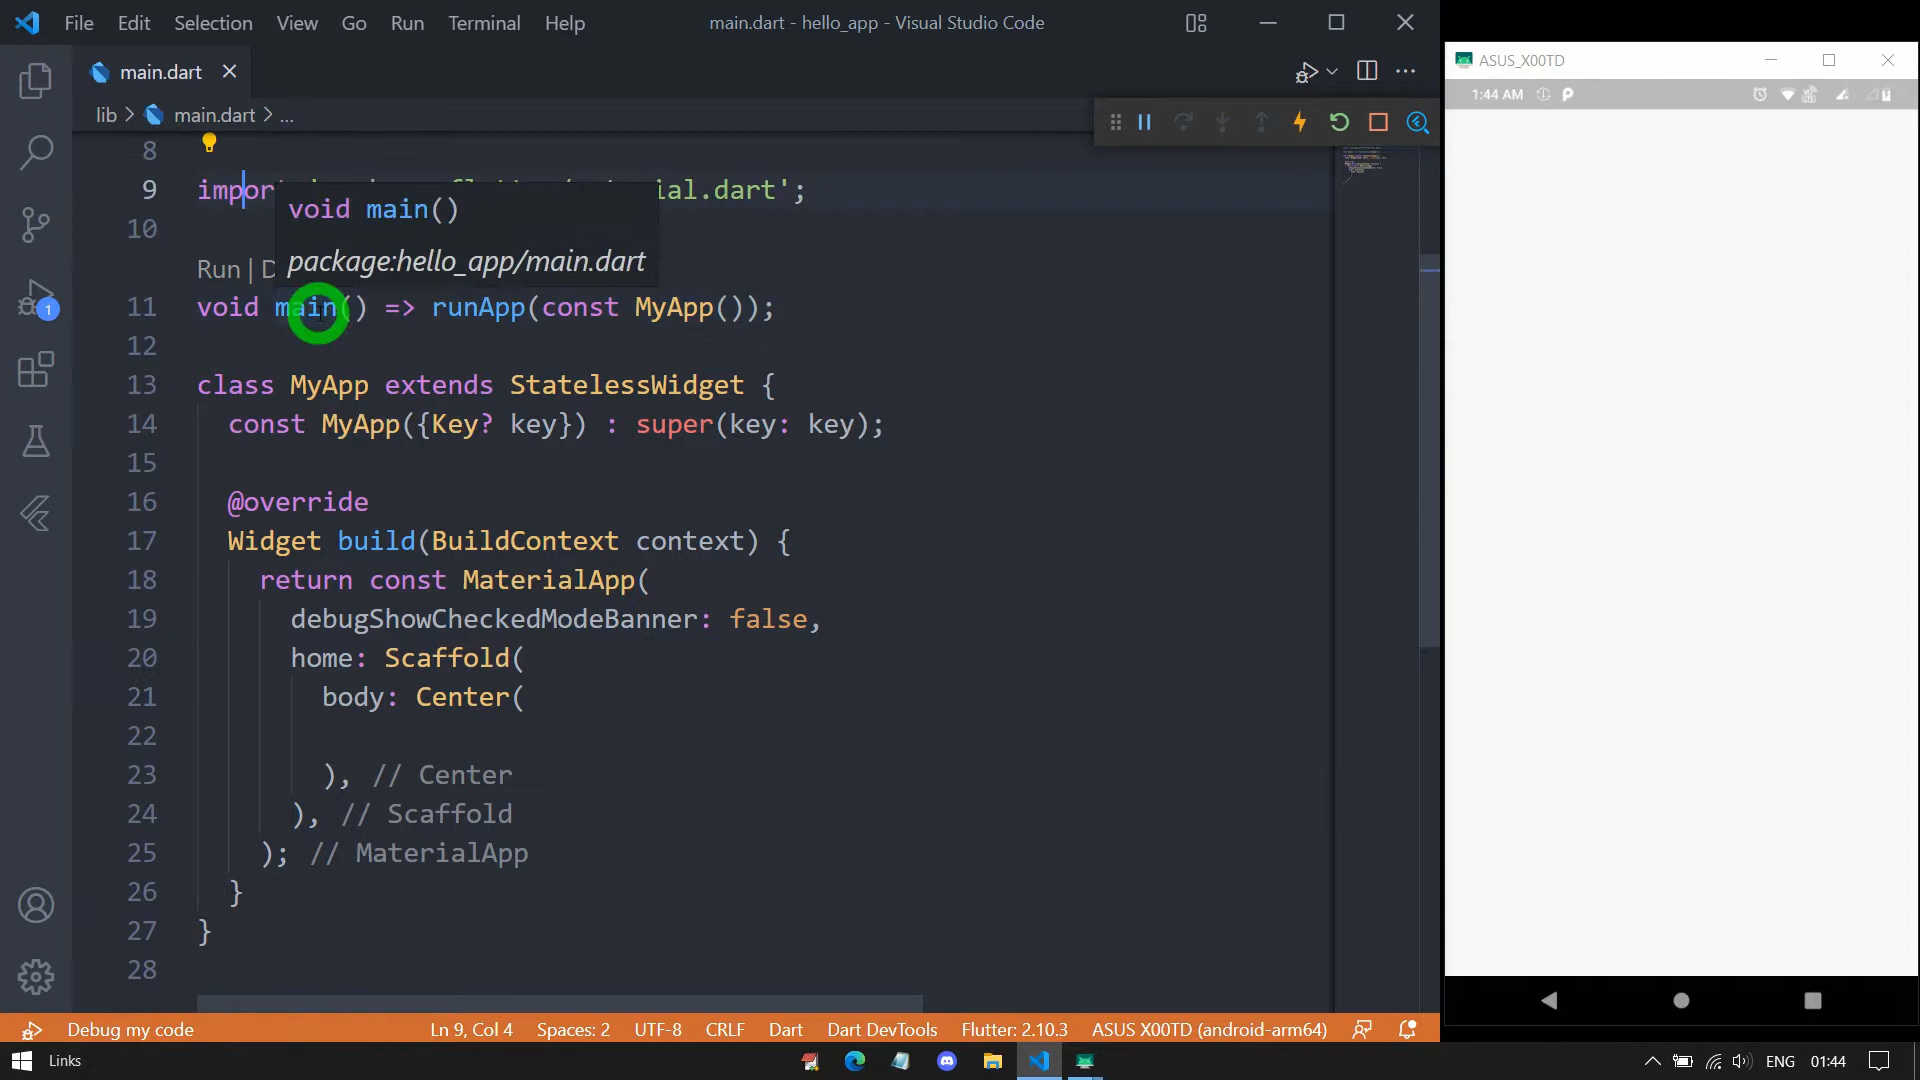 File Edit Selection View Go Run Terminal Help
main.dart - hello_app - Visual Studio Code
main.dart
lib > main.dart > ...
8
9 impor ial.dart';
void main()
package:hello_app/main.dart
10
Run | D
11 void main() => runApp(const MyApp());
12
13 class MyApp extends StatelessWidget {
14 const MyApp({Key? key}) : super(key: key);
15
16 @override
17 Widget build(BuildContext context) {
18 return const MaterialApp(
19 debugShowCheckedModeBanner: false,
20 home: Scaffold(
21 body: Center(
22
23 ), // Center
24 ), // Scaffold
25 ); // MaterialApp
26 }
27 }
28
1
Debug my code Ln 9, Col 4 Spaces: 2 UTF-8 CRLF Dart Dart DevTools Flutter: 2.10.3 ASUS X00TD (android-arm64)
ASUS_X00TD
1:44 AM
Links ENG 01:44